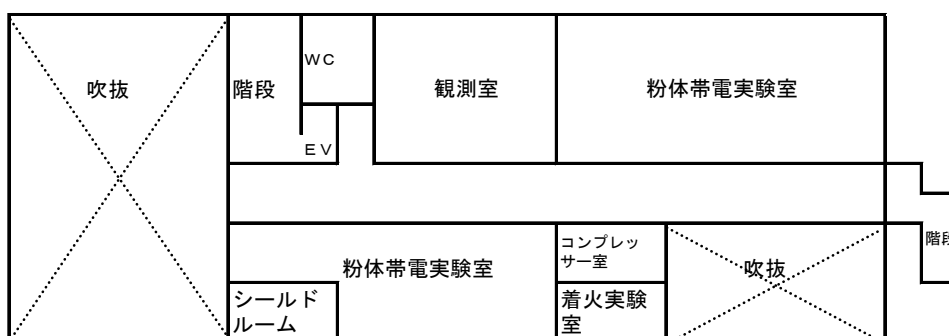 WC
吹抜
階段
観測室
粉体帯電実験室
EV
階段
コンプレッ
サー室
粉体帯電実験室
吹抜
シールド
ルーム
着火実験
室